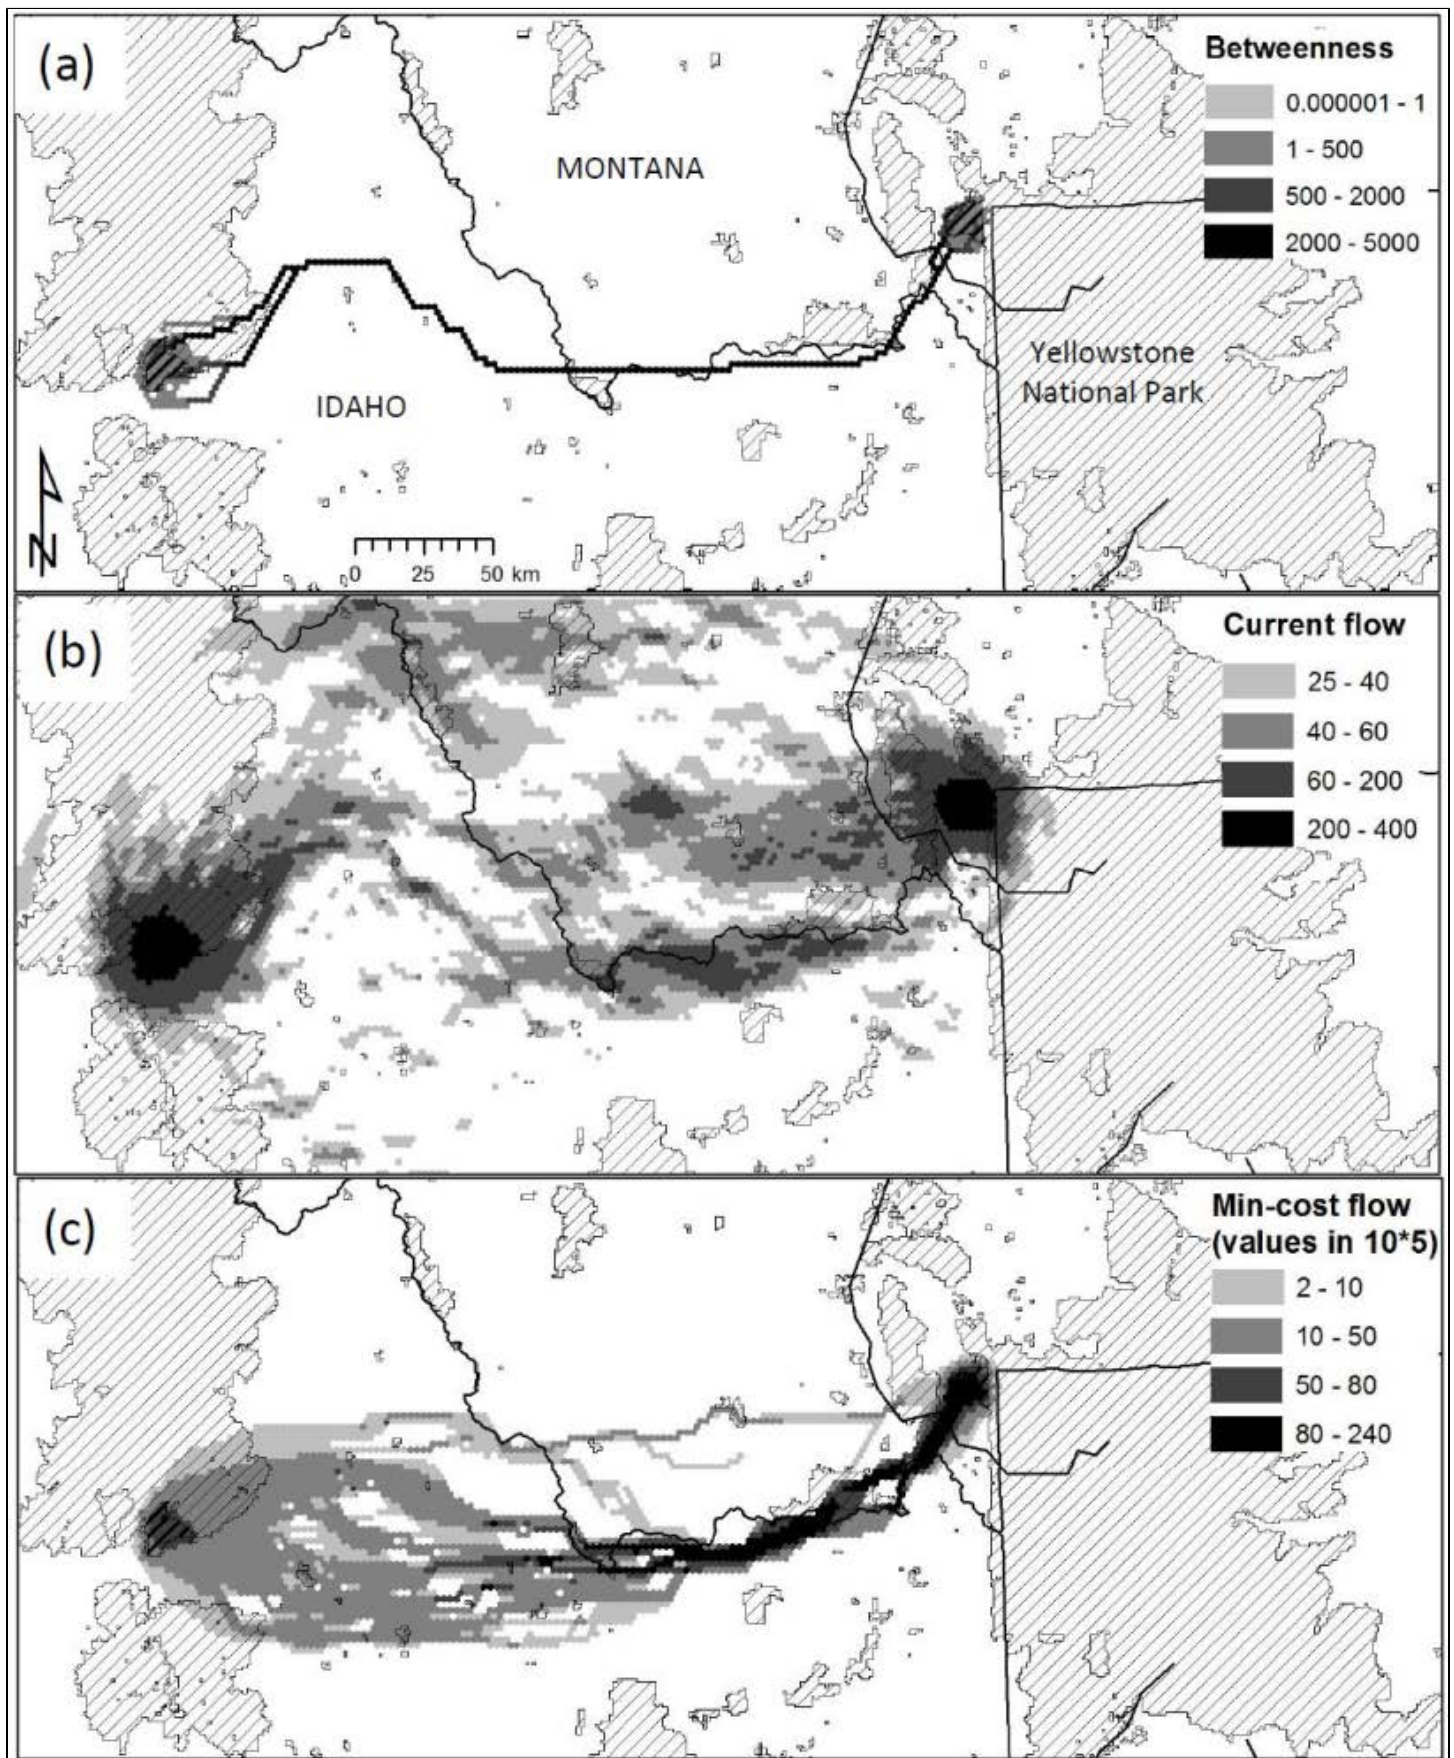 (a)
Betweenness
0.000001 - 1
1 - 500
500 - 2000
2000 - 5000
MONTANA
Yellowstone
National Park
IDAHO
N
0 25 50 km
(b)
Current flow
25 - 40
40 - 60
60 - 200
200 - 400
(c)
Min-cost flow
(values in 10*5)
2 - 10
10 - 50
50 - 80
80 - 240